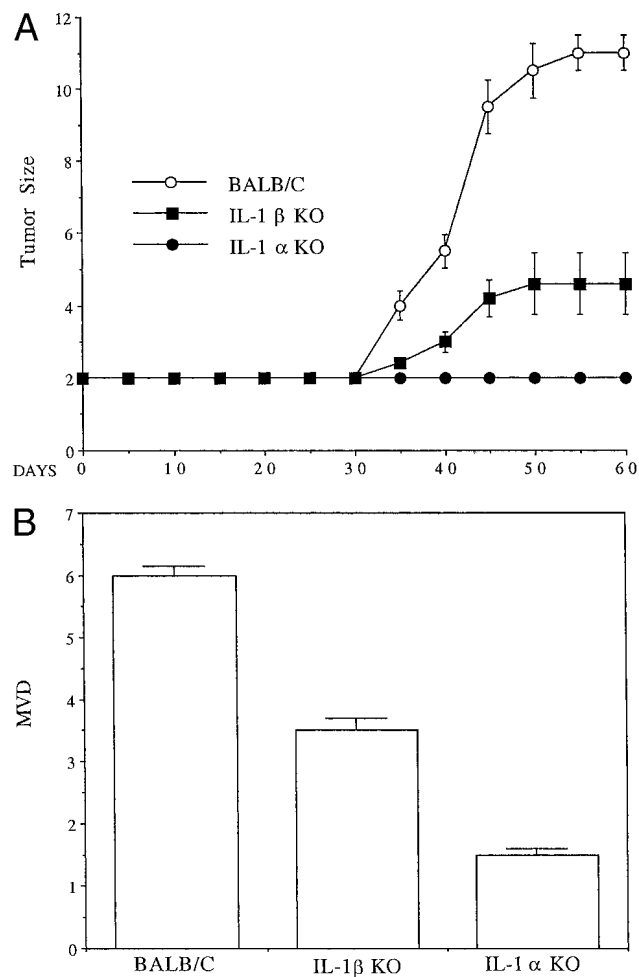 A
12
10
8
6
4
2
0
Tumor Size
BALB/C
IL-1 β KO
IL-1 α KO
DAYS 0 10 20 30 40 50 60
B
7
6
5
4
3
2
1
0
MVD
BALB/C IL-1β KO IL-1 α KO